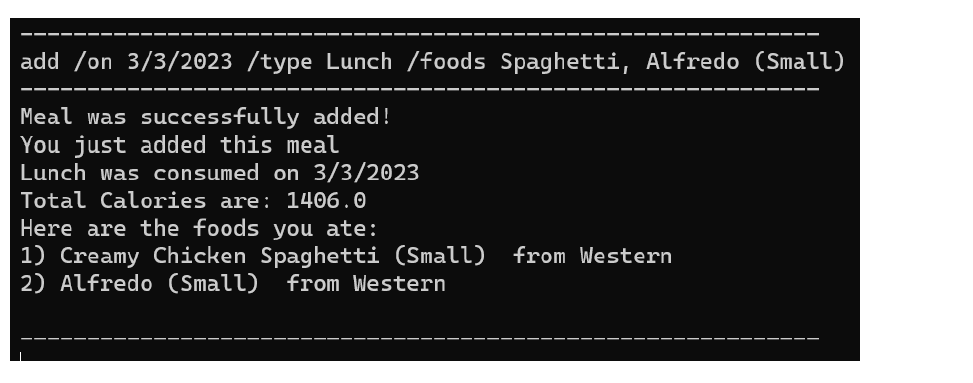 ------------------------------------------------------------
add /on 3/3/2023 /type Lunch /foods Spaghetti, Alfredo (Small)
------------------------------------------------------------
Meal was successfully added!
You just added this meal
Lunch was consumed on 3/3/2023
Total Calories are: 1406.0
Here are the foods you ate:
1) Creamy Chicken Spaghetti (Small)  from Western
2) Alfredo (Small)  from Western
____________________________________________________________